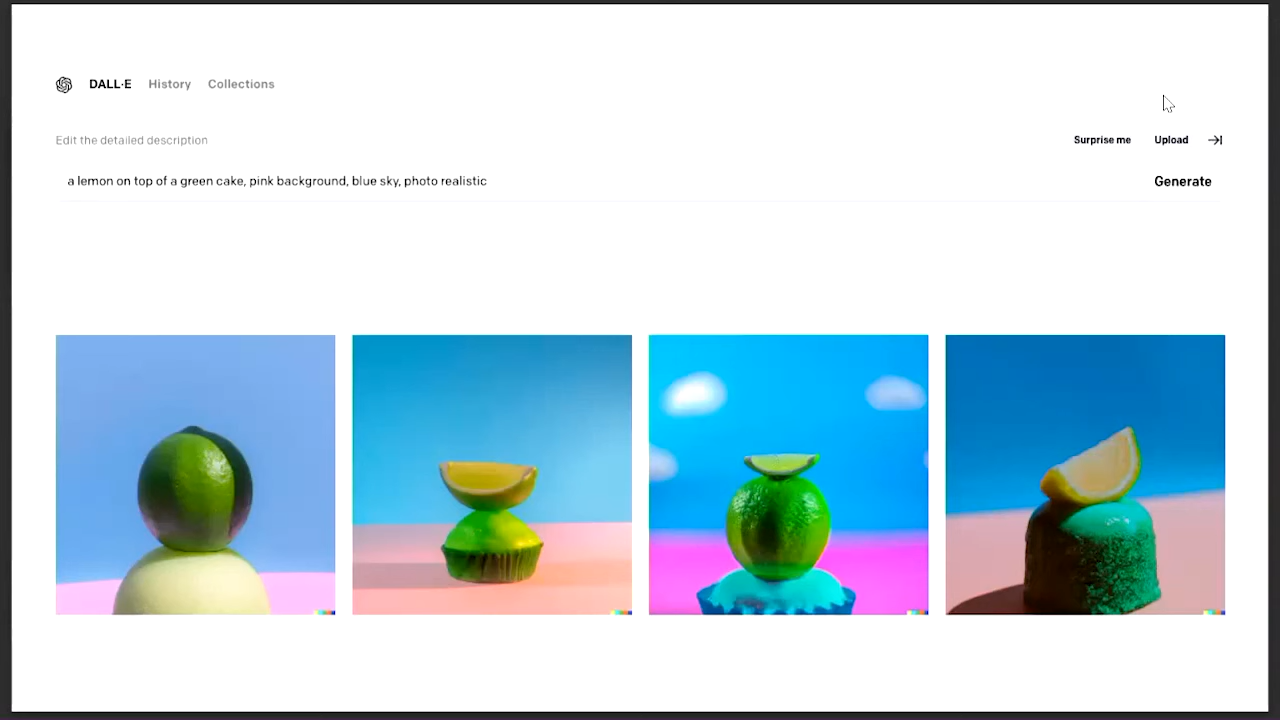 DALL·E History Collections
Edit the detailed description Surprise me Upload
a lemon on top of a green cake, pink background, blue sky, photo realistic Generate